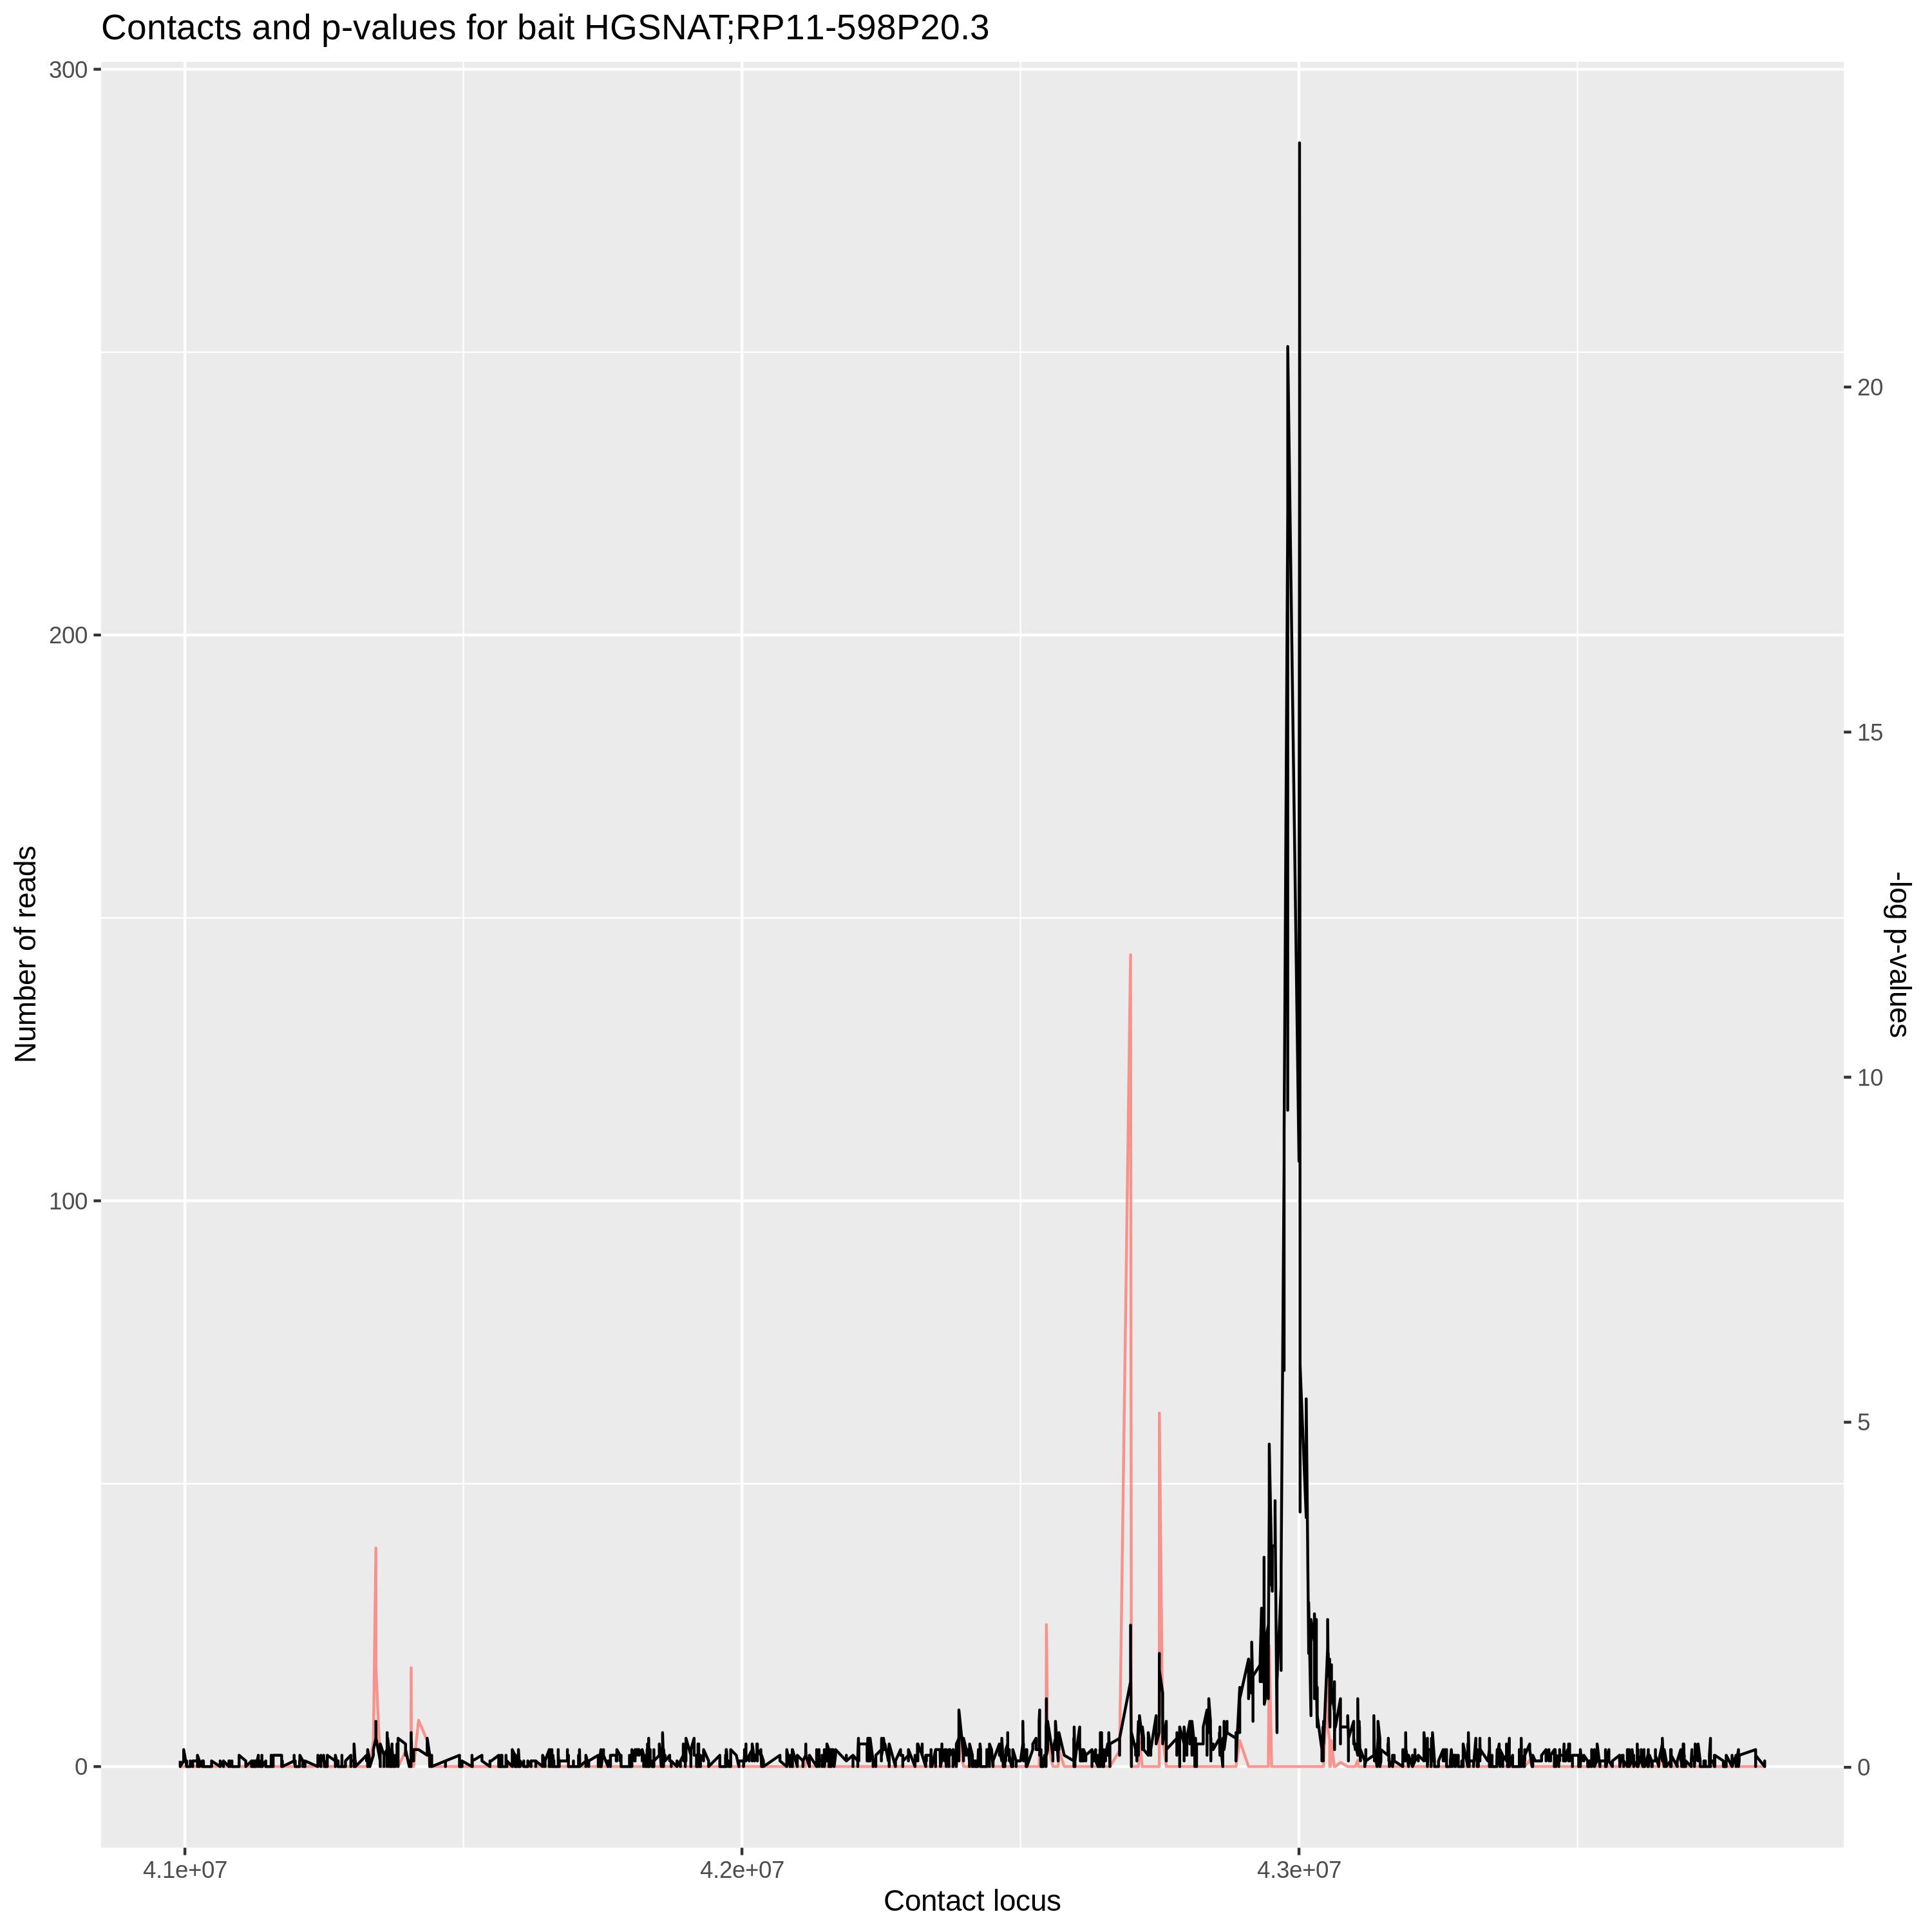 Contacts and p-values for bait HGSNAT;RP11-598P20.3
300
200
100
0
Number of reads
20
15
10
5
0
-log p-values
4.1e+07
4.2e+07
4.3e+07
Contact locus